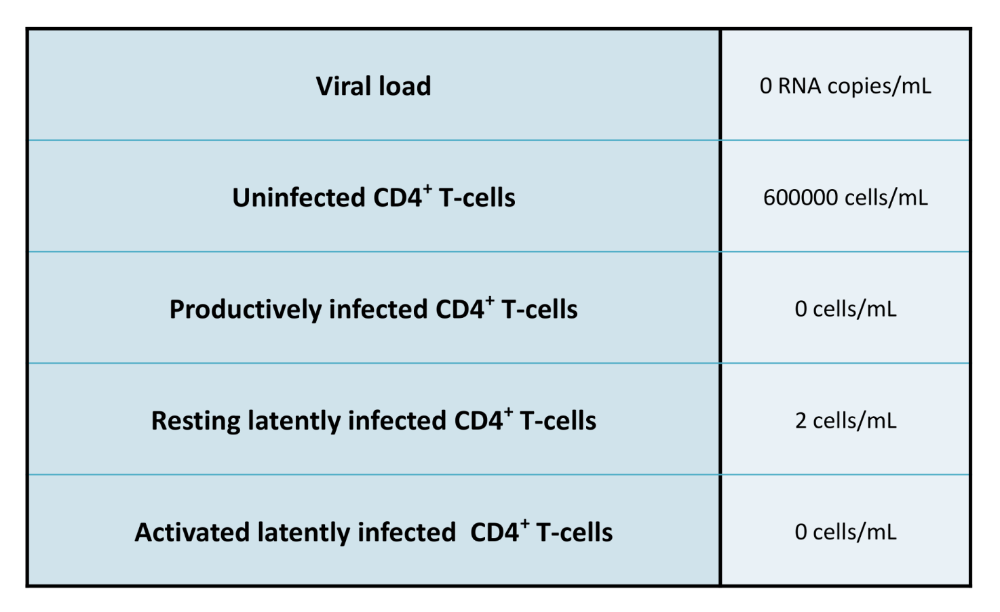 Viral load 0 RNA copies/mL
Uninfected CD4⁺ T-cells 600000 cells/mL
Productively infected CD4⁺ T-cells 0 cells/mL
Resting latently infected CD4⁺ T-cells 2 cells/mL
Activated latently infected CD4⁺ T-cells 0 cells/mL